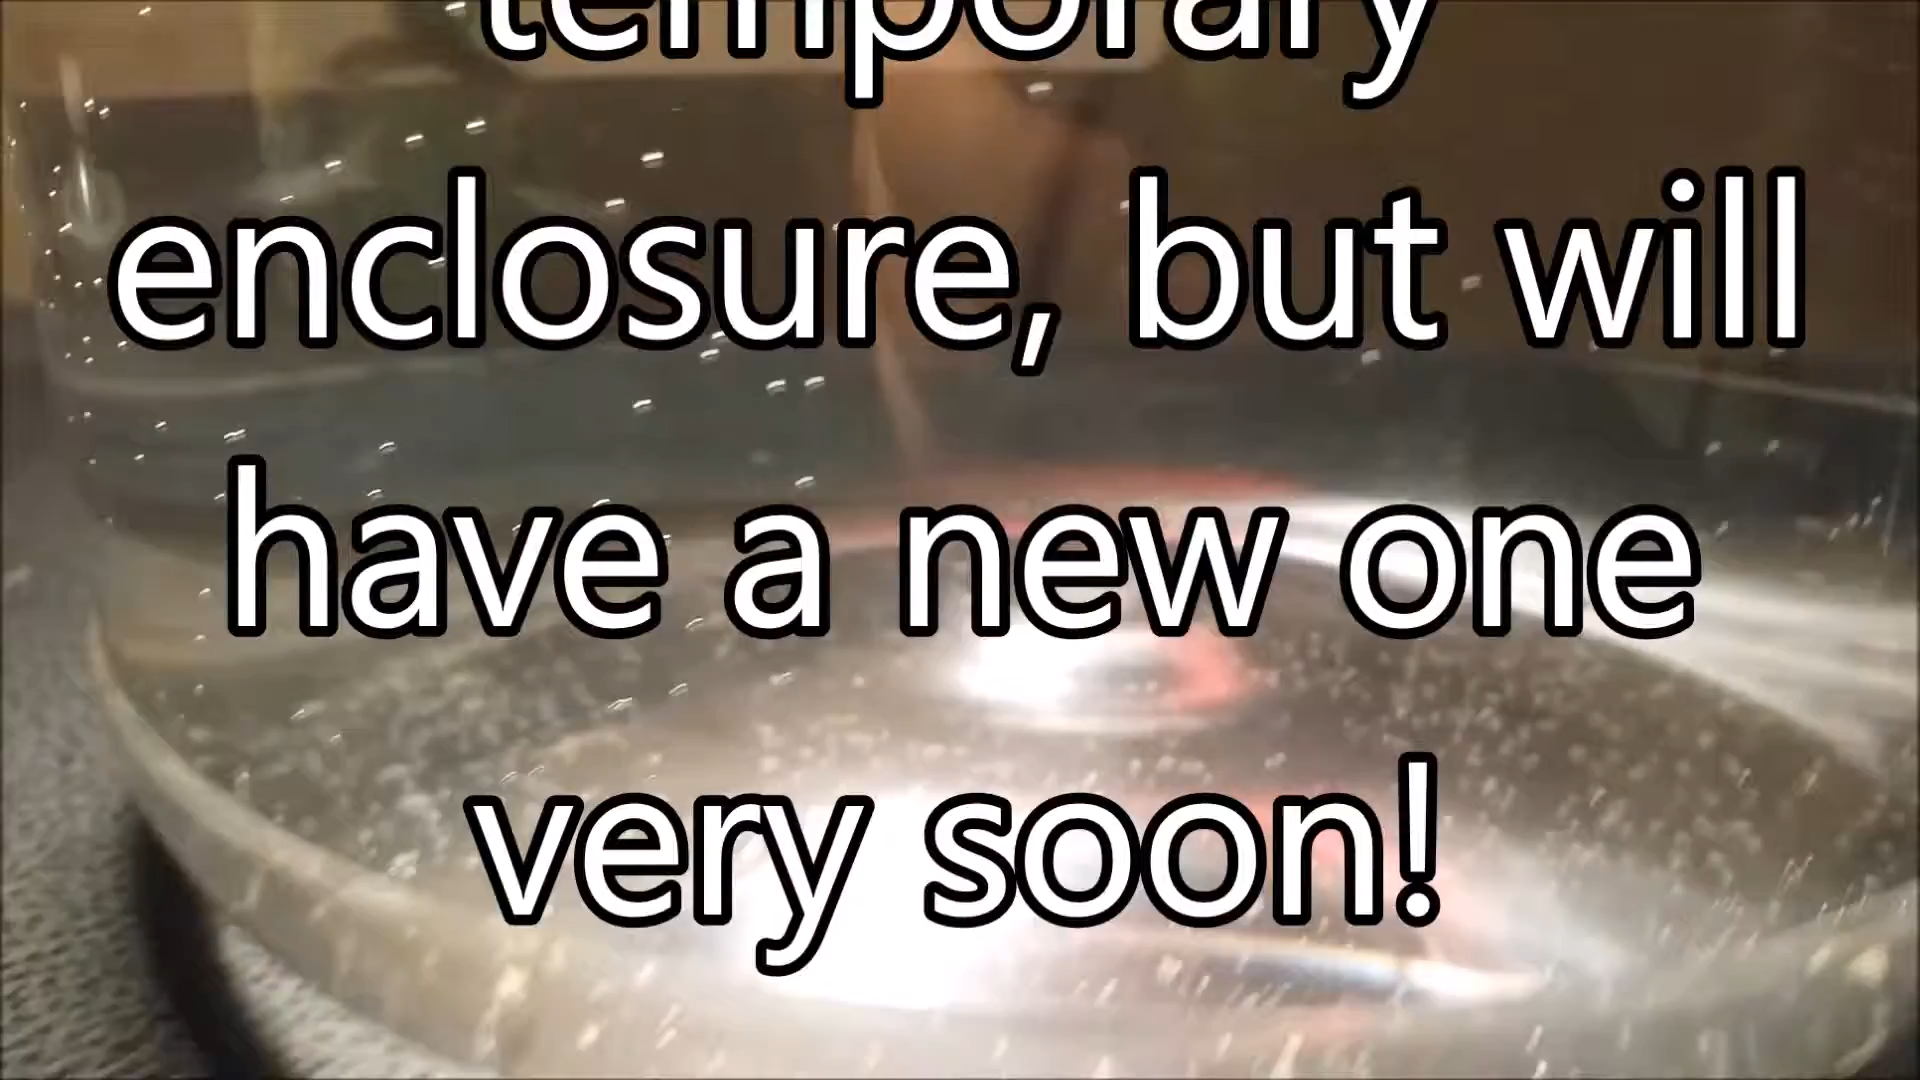 temporary
enclosure, but will
have a new one
very soon!